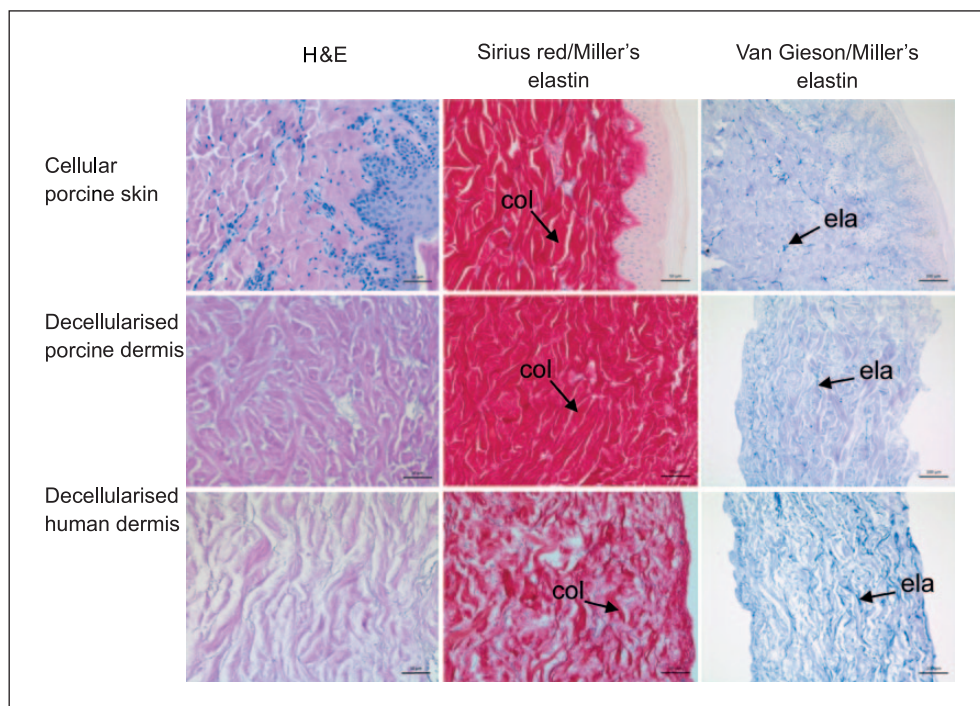 H&E
Sirius red/Miller's
elastin
Van Gieson/Miller's
elastin
Cellular
porcine skin
col
ela
Decellularised
porcine dermis
col
ela
Decellularised
human dermis
col
ela